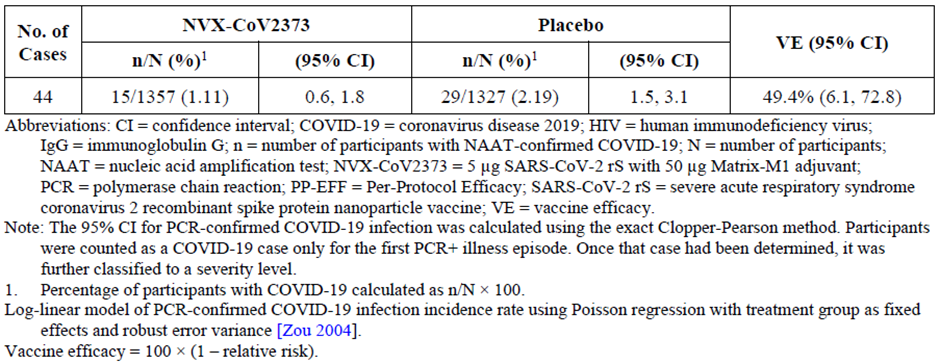 No. of Cases NVX-CoV2373 Placebo VE (95% CI)
n/N (%)1 (95% CI) n/N (%)1 (95% CI)
44 15/1357 (1.11) 0.6, 1.8 29/1327 (2.19) 1.5, 3.1 49.4% (6.1, 72.8)
Abbreviations: CI = confidence interval; COVID-19 = coronavirus disease 2019; HIV = human immunodeficiency virus;
IgG = immunoglobulin G; n = number of participants with NAAT-confirmed COVID-19; N = number of participants;
NAAT = nucleic acid amplification test; NVX-CoV2373 = 5 µg SARS-CoV-2 rS with 50 µg Matrix-M1 adjuvant;
PCR = polymerase chain reaction; PP-EFF = Per-Protocol Efficacy; SARS-CoV-2 rS = severe acute respiratory syndrome
coronavirus 2 recombinant spike protein nanoparticle vaccine; VE = vaccine efficacy.
Note: The 95% CI for PCR-confirmed COVID-19 infection was calculated using the exact Clopper-Pearson method. Participants
were counted as a COVID-19 case only for the first PCR+ illness episode. Once that case had been determined, it was
further classified to a severity level.
1. Percentage of participants with COVID-19 calculated as n/N × 100.
Log-linear model of PCR-confirmed COVID-19 infection incidence rate using Poisson regression with treatment group as fixed
effects and robust error variance [Zou 2004].
Vaccine efficacy = 100 × (1 – relative risk).